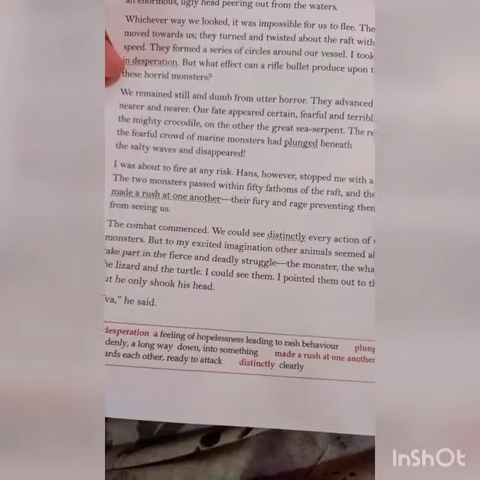 an enormous, ugly head peering out from the waters.
Whichever way we looked, it was impossible for us to flee. The
moved towards us; they turned and twisted about the raft with
speed. They formed a series of circles around our vessel. I took
in desperation. But what effect can a rifle bullet produce upon t
these horrid monsters?
We remained still and dumb from utter horror. They advanced
nearer and nearer. Our fate appeared certain, fearful and terribl
the mighty crocodile, on the other the great sea-serpent. The re
the fearful crowd of marine monsters had plunged beneath
the salty waves and disappeared!
I was about to fire at any risk. Hans, however, stopped me with a
The two monsters passed within fifty fathoms of the raft, and the
made a rush at one another—their fury and rage preventing then
from seeing us.
The combat commenced. We could see distinctly every action of
monsters. But to my excited imagination other animals seemed al
ake part in the fierce and deadly struggle—the monster, the wha
he lizard and the turtle. I could see them. I pointed them out to th
ut he only shook his head.
va," he said.
desperation a feeling of hopelessness leading to rash behaviour plung
denly, a long way down, into something made a rush at one another
ards each other, ready to attack distinctly clearly
InShOt